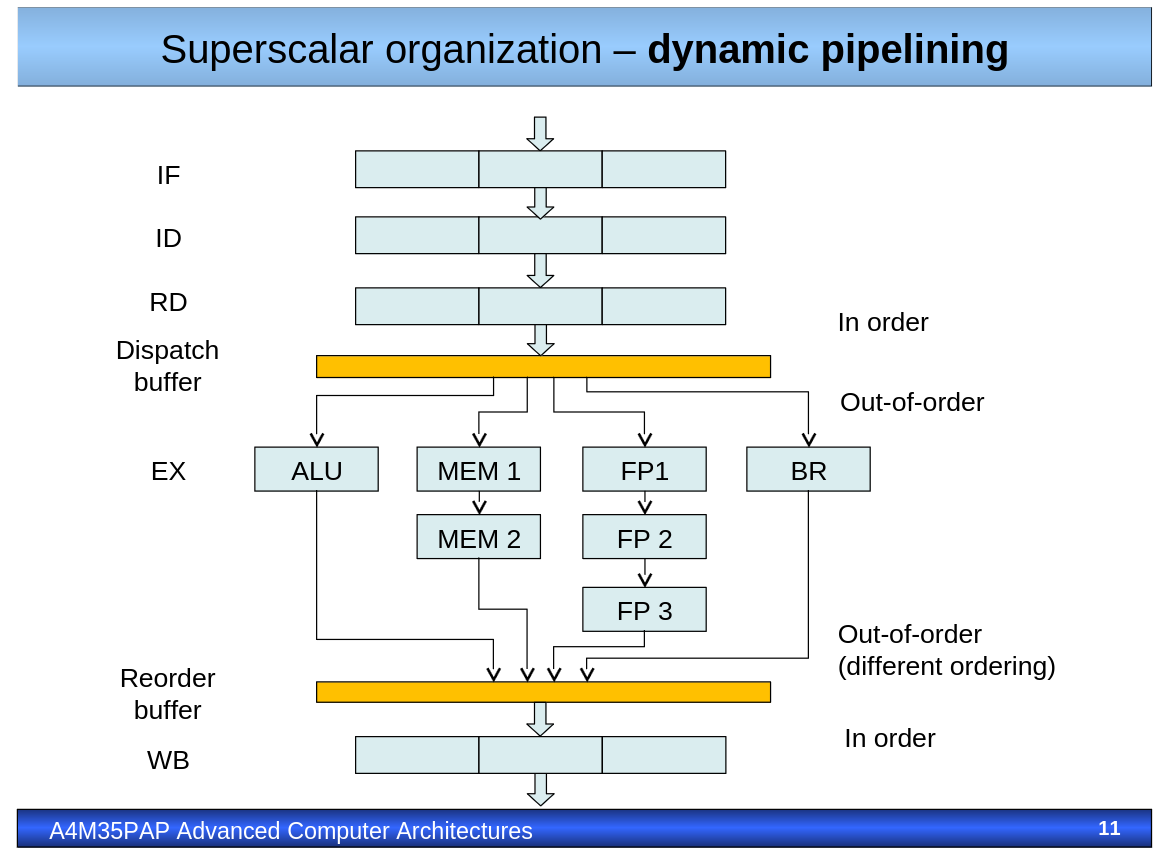 Superscalar organization – dynamic pipelining
IF
ID
RD
In order
Dispatch
buffer
Out-of-order
EX
ALU
MEM 1
FP1
BR
MEM 2
FP 2
FP 3
Out-of-order
(different ordering)
Reorder
buffer
In order
WB
A4M35PAP Advanced Computer Architectures
11